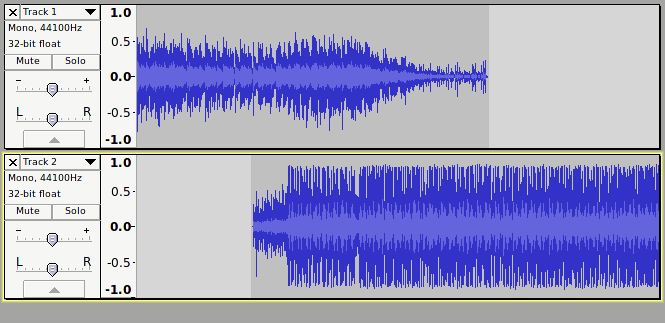 Track 1
Mono, 44100Hz
32-bit float
Mute Solo
- +
L R
1.0
0.5-
0.0-
-0.5-
-1.0
Track 2
Mono, 44100Hz
32-bit float
Mute Solo
- +
L R
1.0
0.5-
0.0-
-0.5-
-1.0